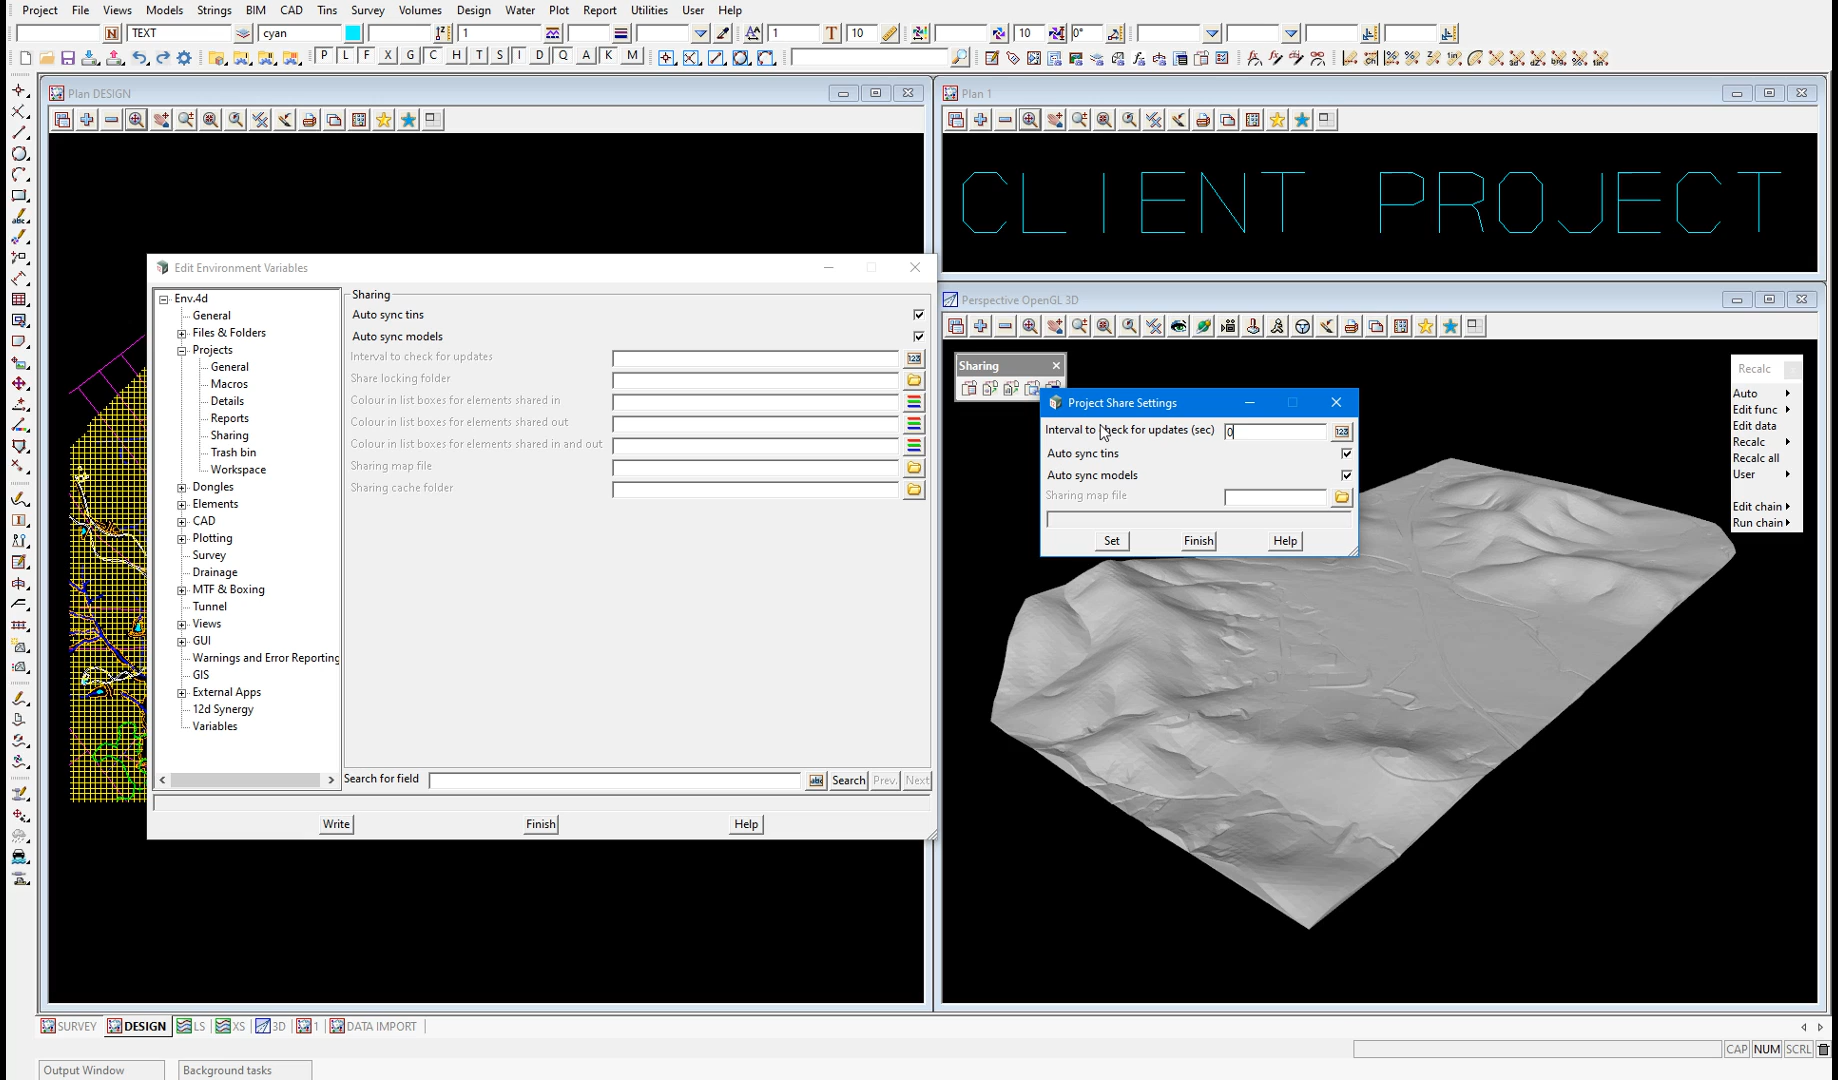 Project File Views Models Strings BIM CAD Tins Survey Volumes Design Water Plot Report Utilities User Help
N TEXT cyan 1 1 T 10 10 0°
P L F X G C H T S I D Q A K M
Plan DESIGN
Plan 1
CLIENT PROJECT
Edit Environment Variables
Env.4d
General
Files & Folders
Projects
General
Macros
Details
Reports
Sharing
Trash bin
Workspace
Dongles
Elements
CAD
Plotting
Survey
Drainage
MTF & Boxing
Tunnel
Views
GUI
Warnings and Error Reporting
GIS
External Apps
12d Synergy
Variables
Sharing
Auto sync tins
Auto sync models
Interval to check for updates
Share locking folder
Colour in list boxes for elements shared in
Colour in list boxes for elements shared out
Colour in list boxes for elements shared in and out
Sharing map file
Sharing cache folder
Search for field Search Prev. Next
Write Finish Help
Perspective OpenGL 3D
Sharing
Project Share Settings
Interval to check for updates (sec) 0
Auto sync tins
Auto sync models
Sharing map file
Set Finish Help
Recalc
Auto
Edit func
Edit data
Recalc
Recalc all
User
Edit chain
Run chain
SURVEY DESIGN LS XS 3D 1 DATA IMPORT
CAP NUM SCRL
Output Window Background tasks